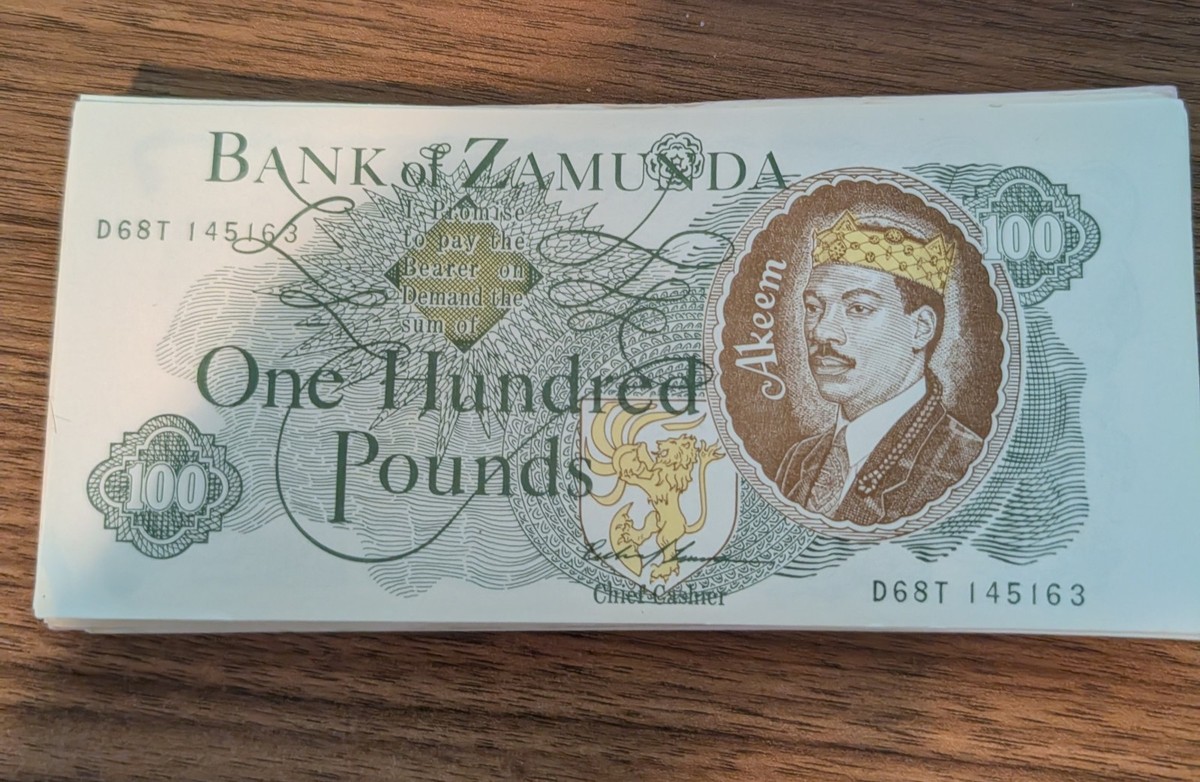 BANK of ZAMUNDA
D68T 145163
I Promise
to pay the
Bearer on
Demand the
sum of
One Hundred
Pounds
Akeem
100
100
Chief Cashier
D68T 145163